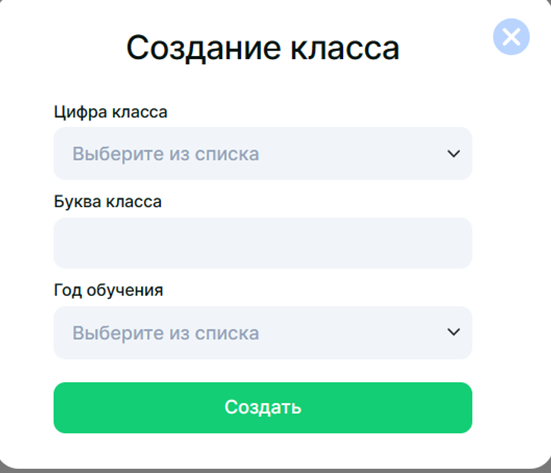 Создание класса
Цифра класса
Выберите из списка
Буква класса
Год обучения
Выберите из списка
Создать